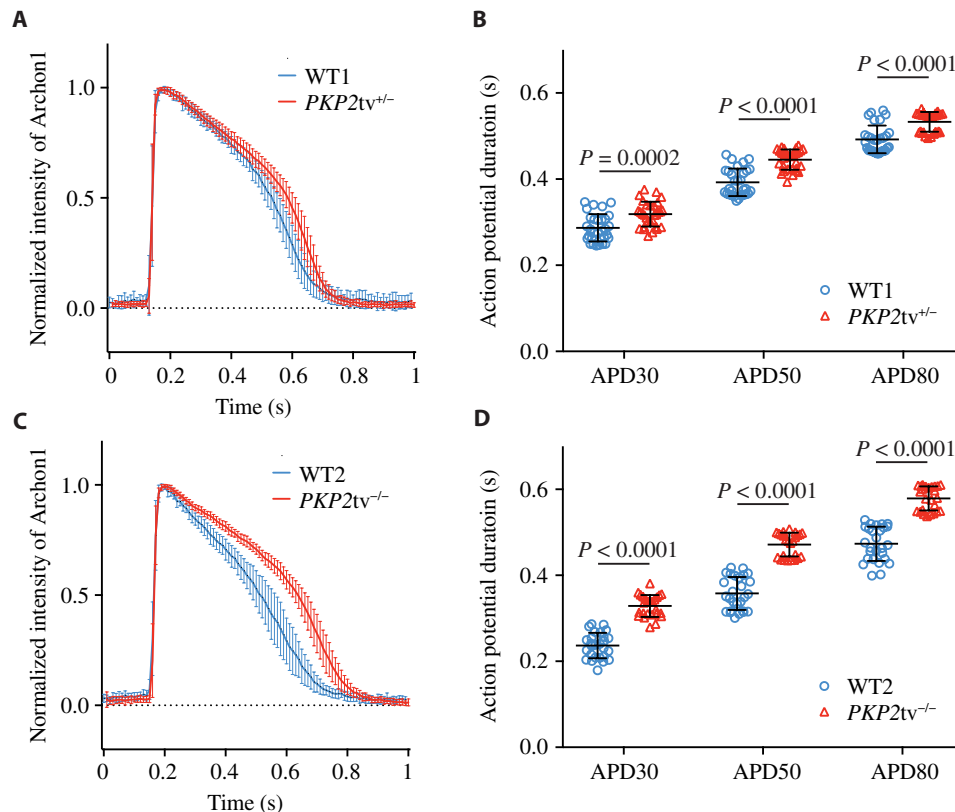 A
Normalized intensity of Archon1
1.0
0.5
0.0
WT1
PKP2tv+/−
0 0.2 0.4 0.6 0.8 1
Time (s)
B
Action potential duratoin (s)
0.6
0.4
0.2
0.0
P = 0.0002
P < 0.0001
P < 0.0001
WT1
PKP2tv+/−
APD30 APD50 APD80
C
Normalized intensity of Archon1
1.0
0.5
0.0
WT2
PKP2tv−/−
0 0.2 0.4 0.6 0.8 1
Time (s)
D
Action potential duratoin (s)
0.6
0.4
0.2
0.0
P < 0.0001
P < 0.0001
P < 0.0001
WT2
PKP2tv−/−
APD30 APD50 APD80